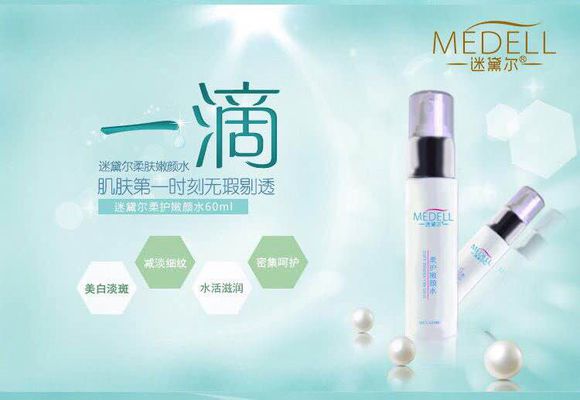 MEDELL
迷黛尔®
一滴
迷黛尔柔肤嫩颜水
肌肤第一时刻无瑕剔透
迷黛尔柔护嫩颜水60ml
美白淡斑
减淡细纹
水活滋润
密集呵护
MEDELL
迷黛尔
柔护嫩颜水
MEDELL